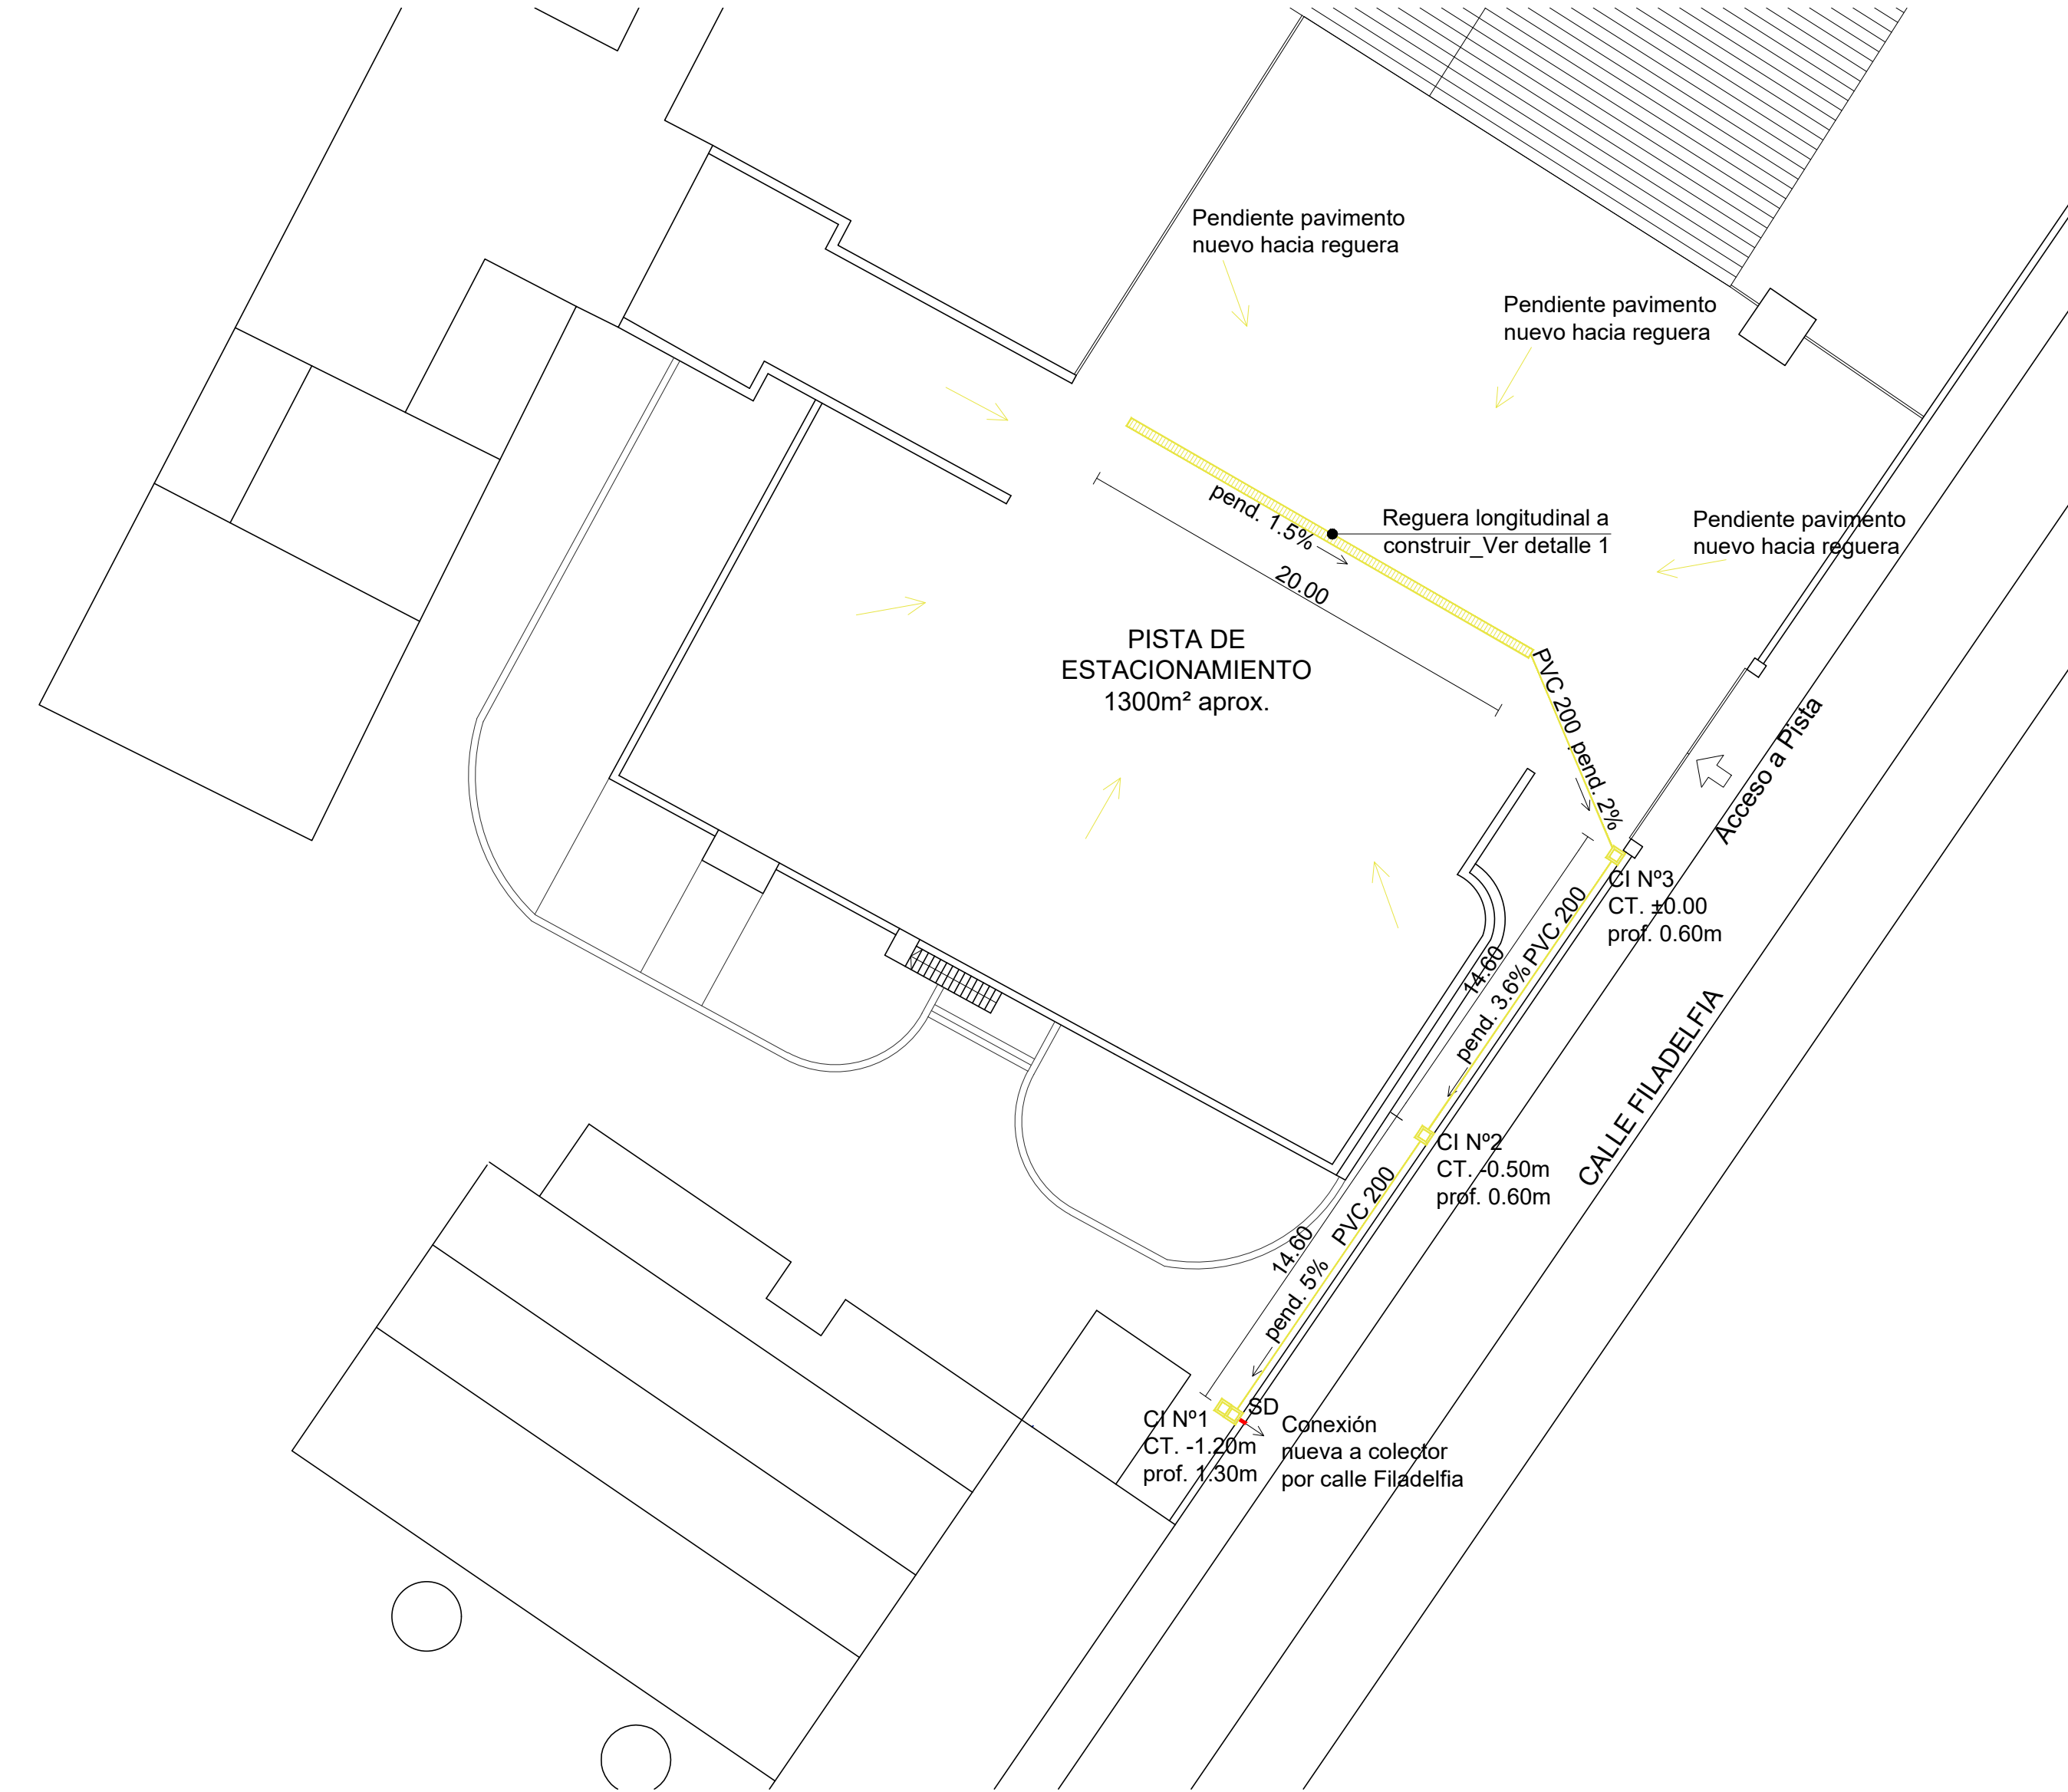 Pendiente pavimento
nuevo hacia reguera
Pendiente pavimento
nuevo hacia reguera
pend. 1.5%
Reguera longitudinal a
construir_Ver detalle 1
Pendiente pavimento
nuevo hacia reguera
20.00
PISTA DE
ESTACIONAMIENTO
1300m² aprox.
PVC 200 pend. 2%
Acceso a Pista
CI Nº3
CT. ±0.00
prof. 0.60m
14.60
pend. 3.6% PVC 200
CALLE FILADELFIA
CI Nº2
CT. -0.50m
prof. 0.60m
14.60
pend. 5% PVC 200
SD
CI Nº1
CT. -1.20m
prof. 1.30m
Conexión
nueva a colector
por calle Filadelfia